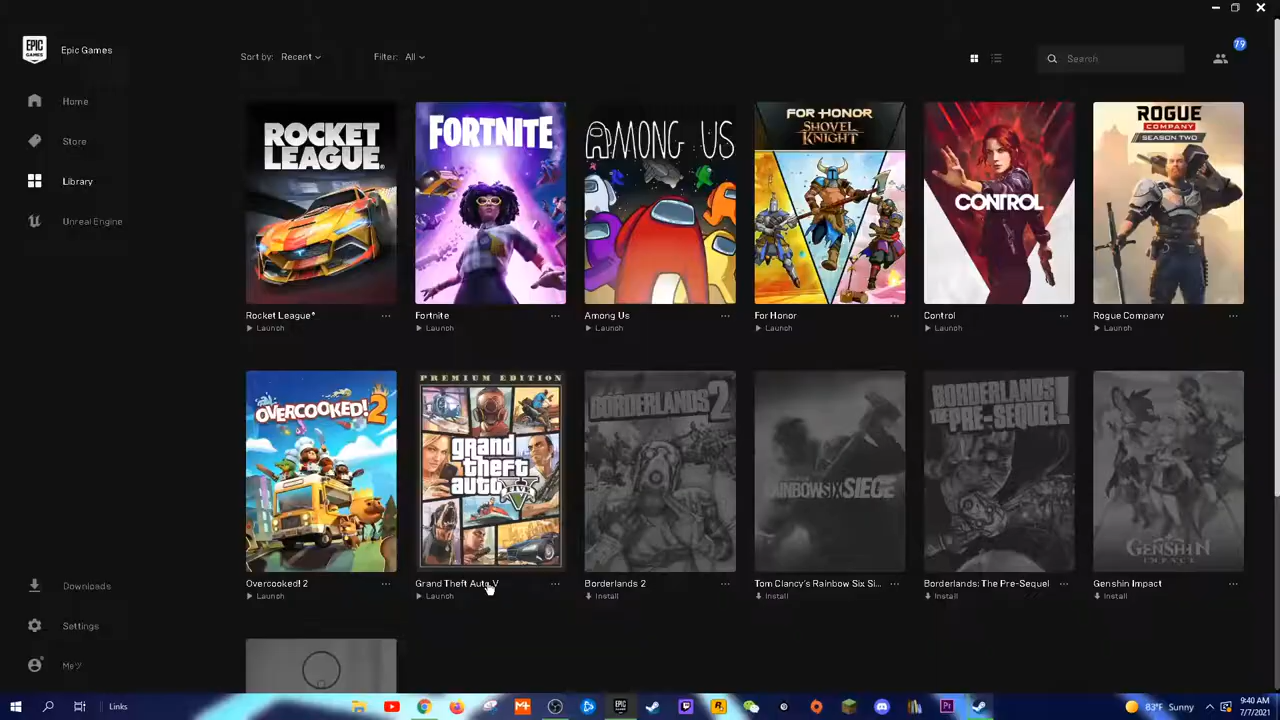 EPIC
GAMES
Epic Games
Sort by: Recent
Filter: All
Search
79
Home
Store
Library
Unreal Engine
ROCKET
LEAGUE
FORTNITE
AMONG US
FOR HONOR
SHOVEL
KNIGHT
CONTROL
ROGUE
COMPANY
SEASON TWO
Rocket League®
Fortnite
Among Us
For Honor
Control
Rogue Company
Launch
Launch
Launch
Launch
Launch
Launch
OVERCOOKED! 2
PREMIUM EDITION
grand
theft
auto V
FIVE
BORDERLANDS 2
RAINBOW SIX SIEGE
BORDERLANDS
THE PRE-SEQUEL!
GENSHIN
IMPACT
Overcooked! 2
Grand Theft Auto V
Borderlands 2
Tom Clancy's Rainbow Six Si...
Borderlands: The Pre-Sequel
Genshin Impact
Launch
Launch
Install
Install
Install
Install
Downloads
Settings
Links
83°F Sunny
9:40 AM
7/7/2021